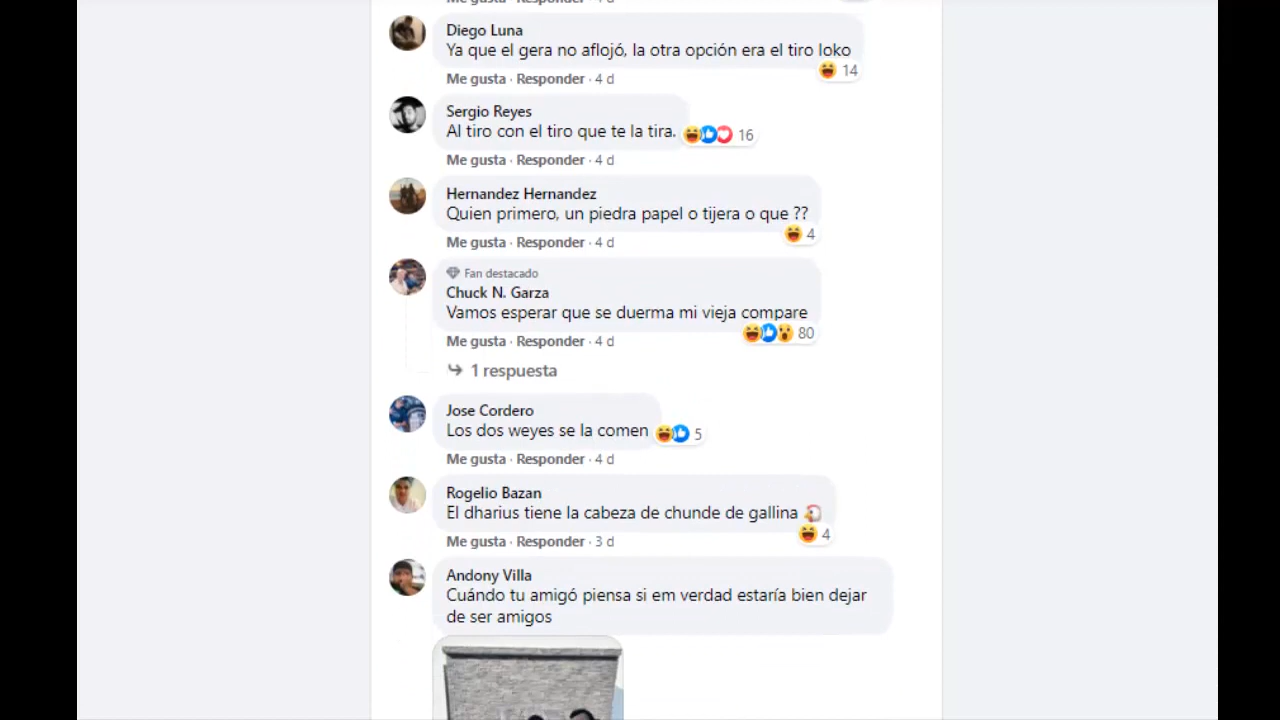 Diego Luna
Ya que el gera no aflojó, la otra opción era el tiro loko
14
Me gusta · Responder · 4 d
Sergio Reyes
Al tiro con el tiro que te la tira.
16
Me gusta · Responder · 4 d
Hernandez Hernandez
Quien primero, un piedra papel o tijera o que ??
4
Me gusta · Responder · 4 d
Fan destacado
Chuck N. Garza
Vamos esperar que se duerma mi vieja compare
80
Me gusta · Responder · 4 d
1 respuesta
Jose Cordero
Los dos weyes se la comen
5
Me gusta · Responder · 4 d
Rogelio Bazan
El dharius tiene la cabeza de chunde de gallina
4
Me gusta · Responder · 3 d
Andony Villa
Cuándo tu amigó piensa si em verdad estaría bien dejar
de ser amigos